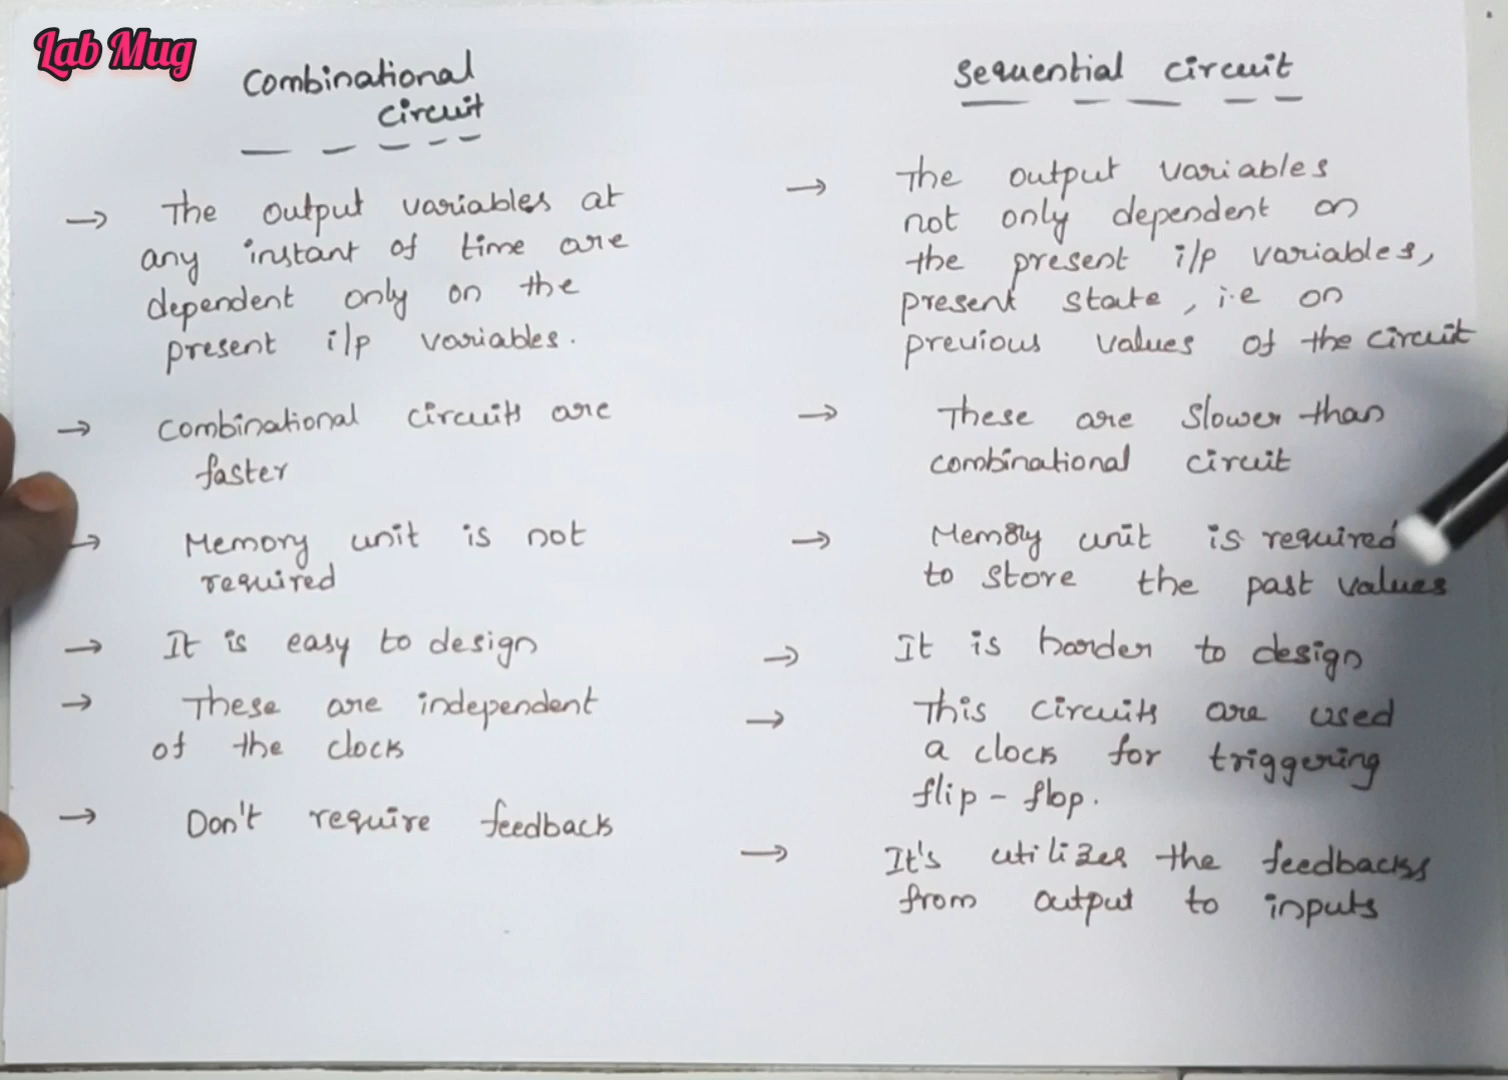 Lab Mug
Combinational
circuit
→ The output variables at
any instant of time are
dependent only on the
present i/p variables.
→ Combinational circuits are
faster
→ Memory unit is not
required
→ It is easy to design
→ These are independent
of the clock
→ Don't require feedback
Sequential circuit
→ The output variables
not only dependent on
the present i/p variables,
present state, i.e on
previous values of the circuit
→ These are slower than
combinational ciruit
→ Memory unit is required
to store the past values
→ It is harder to design
→ This circuits are used
a clock for triggering
flip - flop.
→ It's utilizes the feedbacks
from output to inputs